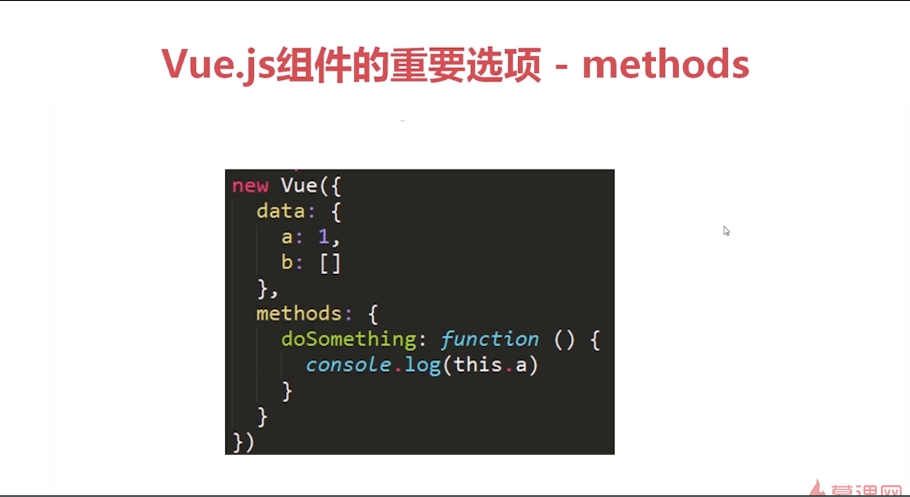 Vue.js组件的重要选项 - methods
new Vue({
  data: {
    a: 1,
    b: []
  },
  methods: {
    doSomething: function () {
      console.log(this.a)
    }
  }
})
慕课网